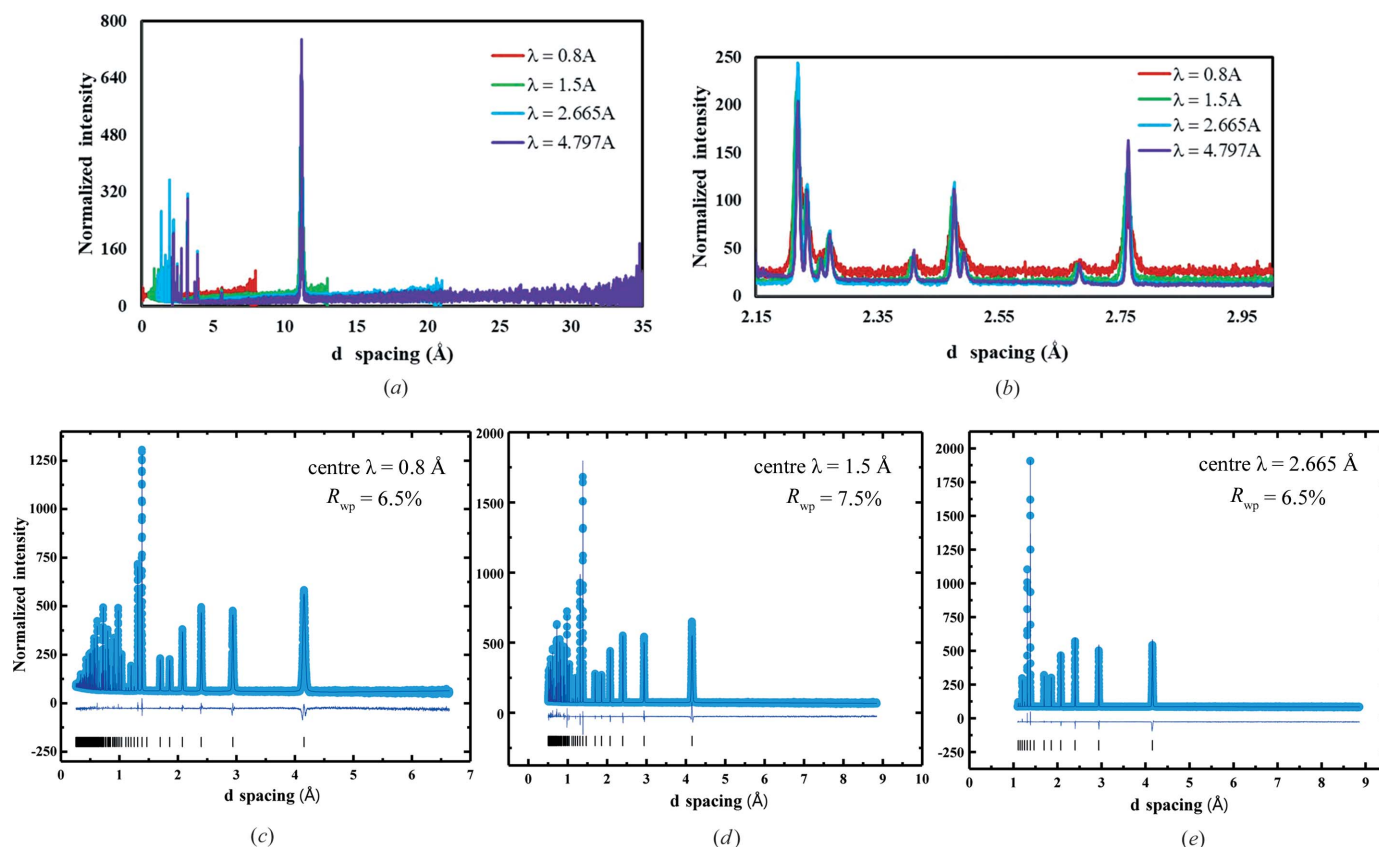 800
640
480
320
160
0
Normalized intensity
λ = 0.8A
λ = 1.5A
λ = 2.665A
λ = 4.797A
0 5 10 15 20 25 30 35
d spacing (Å)
(a)
250
200
150
100
50
0
Normalized intensity
λ = 0.8A
λ = 1.5A
λ = 2.665A
λ = 4.797A
2.15 2.35 2.55 2.75 2.95
d spacing (Å)
(b)
1250
1000
750
500
250
0
-250
Normalized intensity
centre λ = 0.8 Å
Rwp = 6.5%
0 1 2 3 4 5 6 7
d spacing (Å)
(c)
2000
1500
1000
500
0
centre λ = 1.5 Å
Rwp = 7.5%
0 1 2 3 4 5 6 7 8 9 10
d spacing (Å)
(d)
2000
1750
1500
1250
1000
750
500
250
0
-250
centre λ = 2.665 Å
Rwp = 6.5%
0 1 2 3 4 5 6 7 8 9
d spacing (Å)
(e)